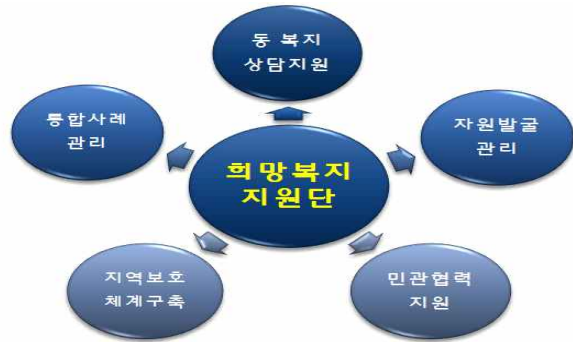 동 복지
상담지원
통합사례
관리
자원발굴
관리
희망복지
지원단
지역보호
체계구축
민관협력
지원